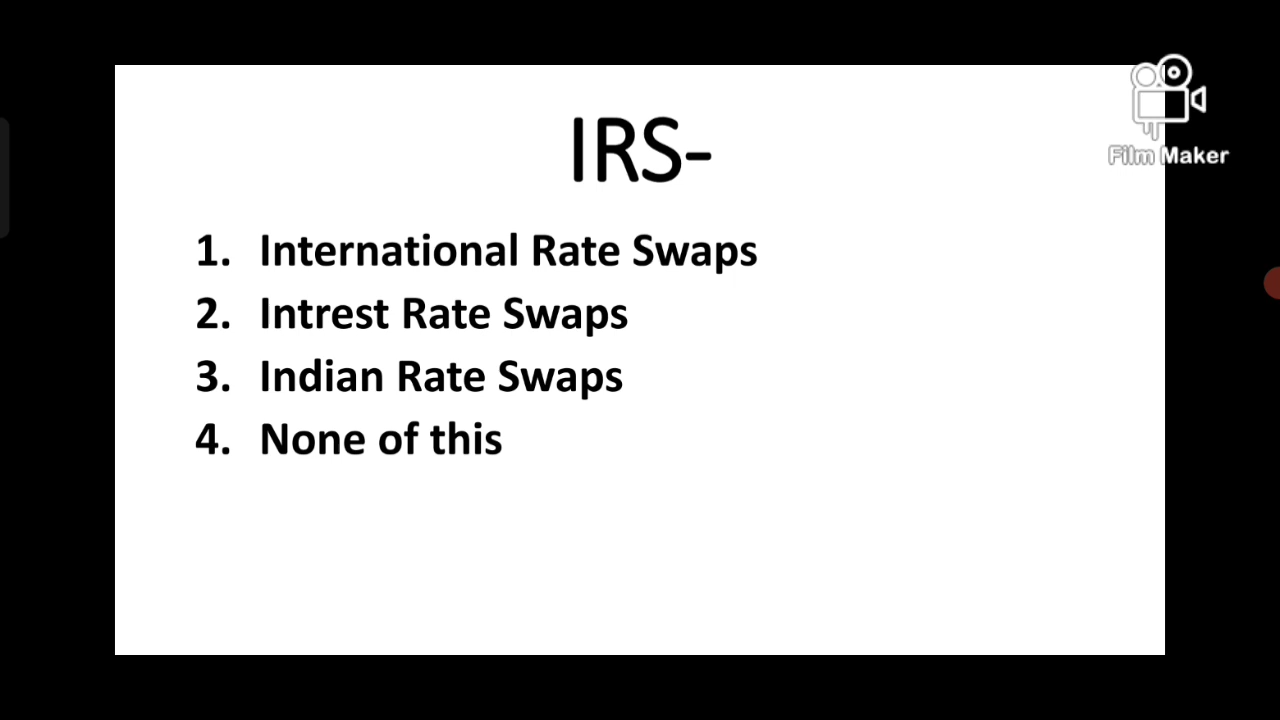 IRS-
Film Maker
1. International Rate Swaps
2. Intrest Rate Swaps
3. Indian Rate Swaps
4. None of this